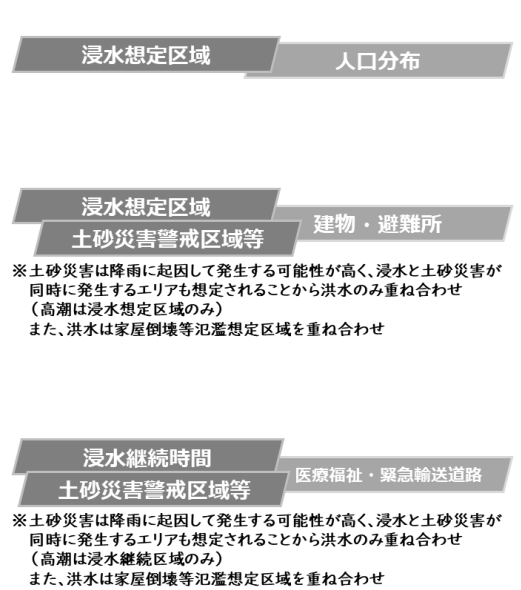 浸水想定区域
人口分布
浸水想定区域
土砂災害警戒区域等
建物・避難所
※土砂災害は降雨に起因して発生する可能性が高く、浸水と土砂災害が
同時に発生するエリアも想定されることから洪水のみ重ね合わせ
（高潮は浸水想定区域のみ）
また、洪水は家屋倒壊等氾濫想定区域を重ね合わせ
浸水継続時間
土砂災害警戒区域等
医療福祉・緊急輸送道路
※土砂災害は降雨に起因して発生する可能性が高く、浸水と土砂災害が
同時に発生するエリアも想定されることから洪水のみ重ね合わせ
（高潮は浸水継続区域のみ）
また、洪水は家屋倒壊等氾濫想定区域を重ね合わせ